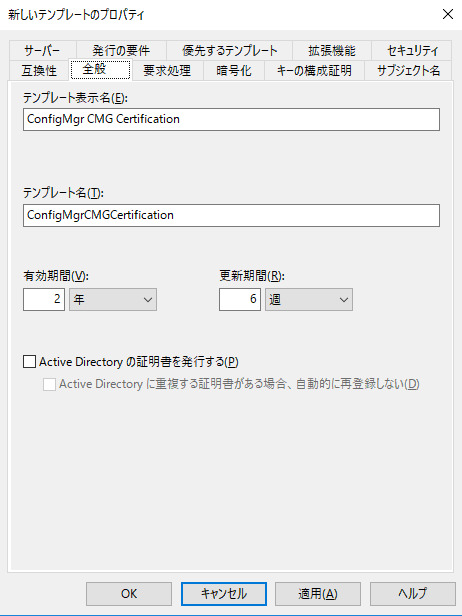 新しいテンプレートのプロパティ
サーバー 発行の要件 優先するテンプレート 拡張機能 セキュリティ
互換性 全般 要求処理 暗号化 キーの構成証明 サブジェクト名
テンプレート表示名(E):
ConfigMgr CMG Certification
テンプレート名(T):
ConfigMgrCMGCertification
有効期間(V): 更新期間(R):
2 年 6 週
Active Directory の証明書を発行する(P)
Active Directory に重複する証明書がある場合、自動的に再登録しない(D)
OK キャンセル 適用(A) ヘルプ